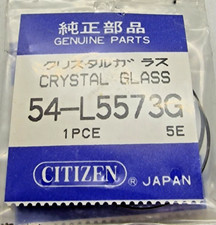 純正部品
GENUINE PARTS
クリスタルガラス
CRYSTAL GLASS
54-L5573G
1PCE 5E
CITIZEN® JAPAN